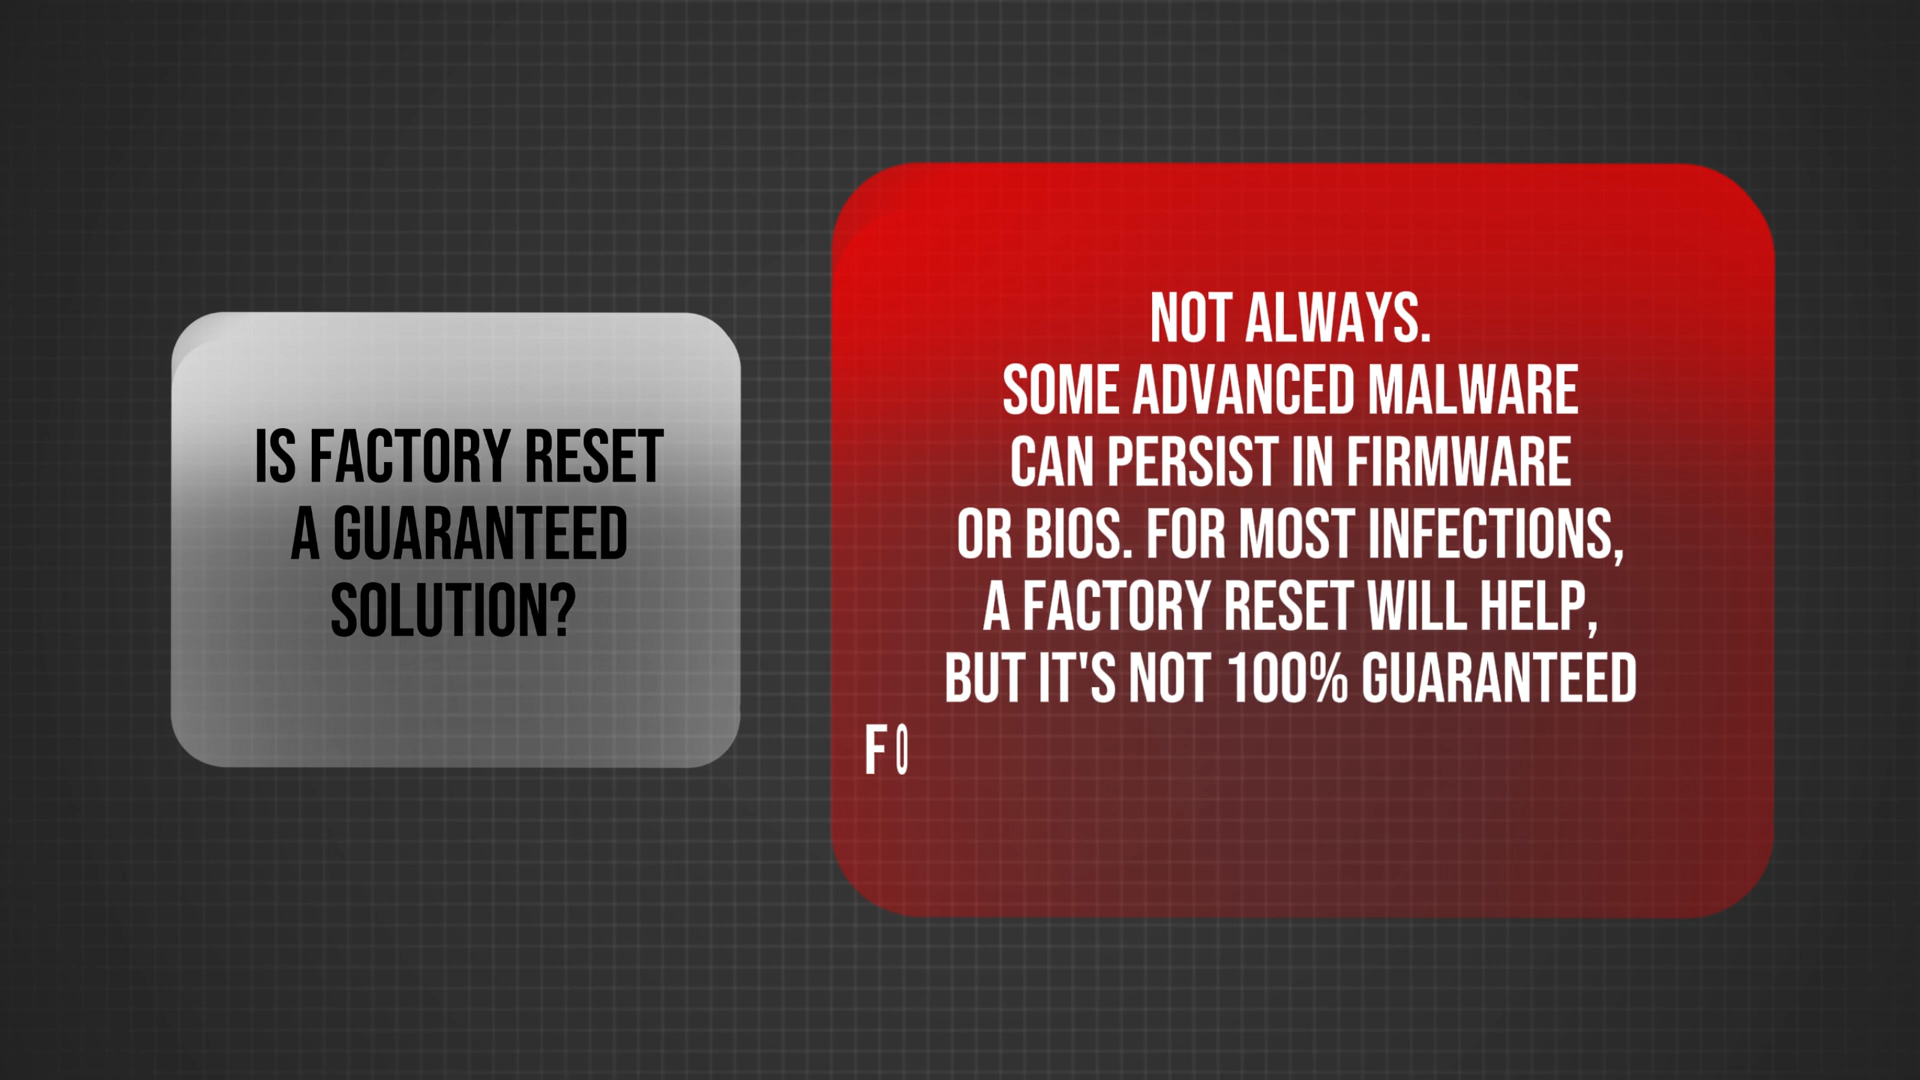 IS FACTORY RESET
A GUARANTEED
SOLUTION?
NOT ALWAYS.
SOME ADVANCED MALWARE
CAN PERSIST IN FIRMWARE
OR BIOS. FOR MOST INFECTIONS,
A FACTORY RESET WILL HELP,
BUT IT'S NOT 100% GUARANTEED
FO